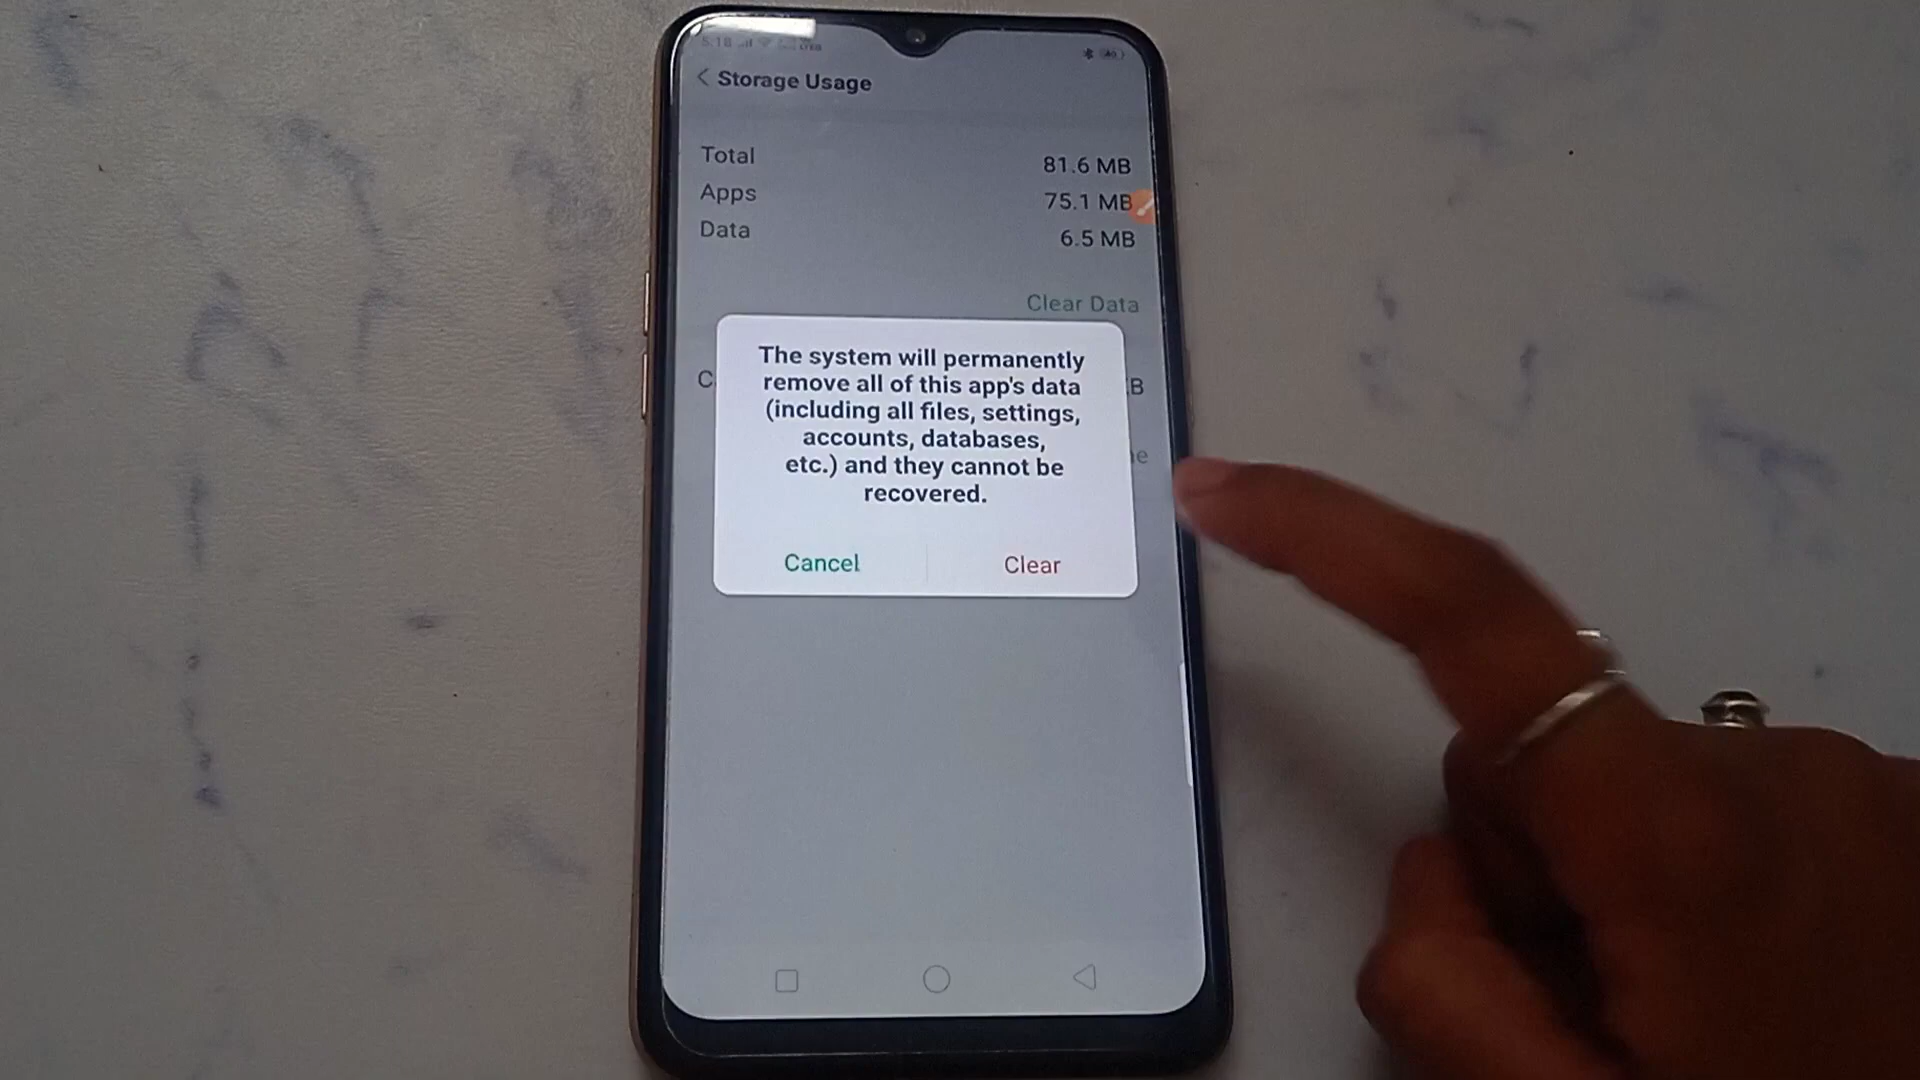 5:18
Storage Usage
Total 81.6 MB
Apps 75.1 MB
Data 6.5 MB
Clear Data
C B
The system will permanently
remove all of this app's data
(including all files, settings,
accounts, databases,
etc.) and they cannot be
recovered.
Cancel Clear